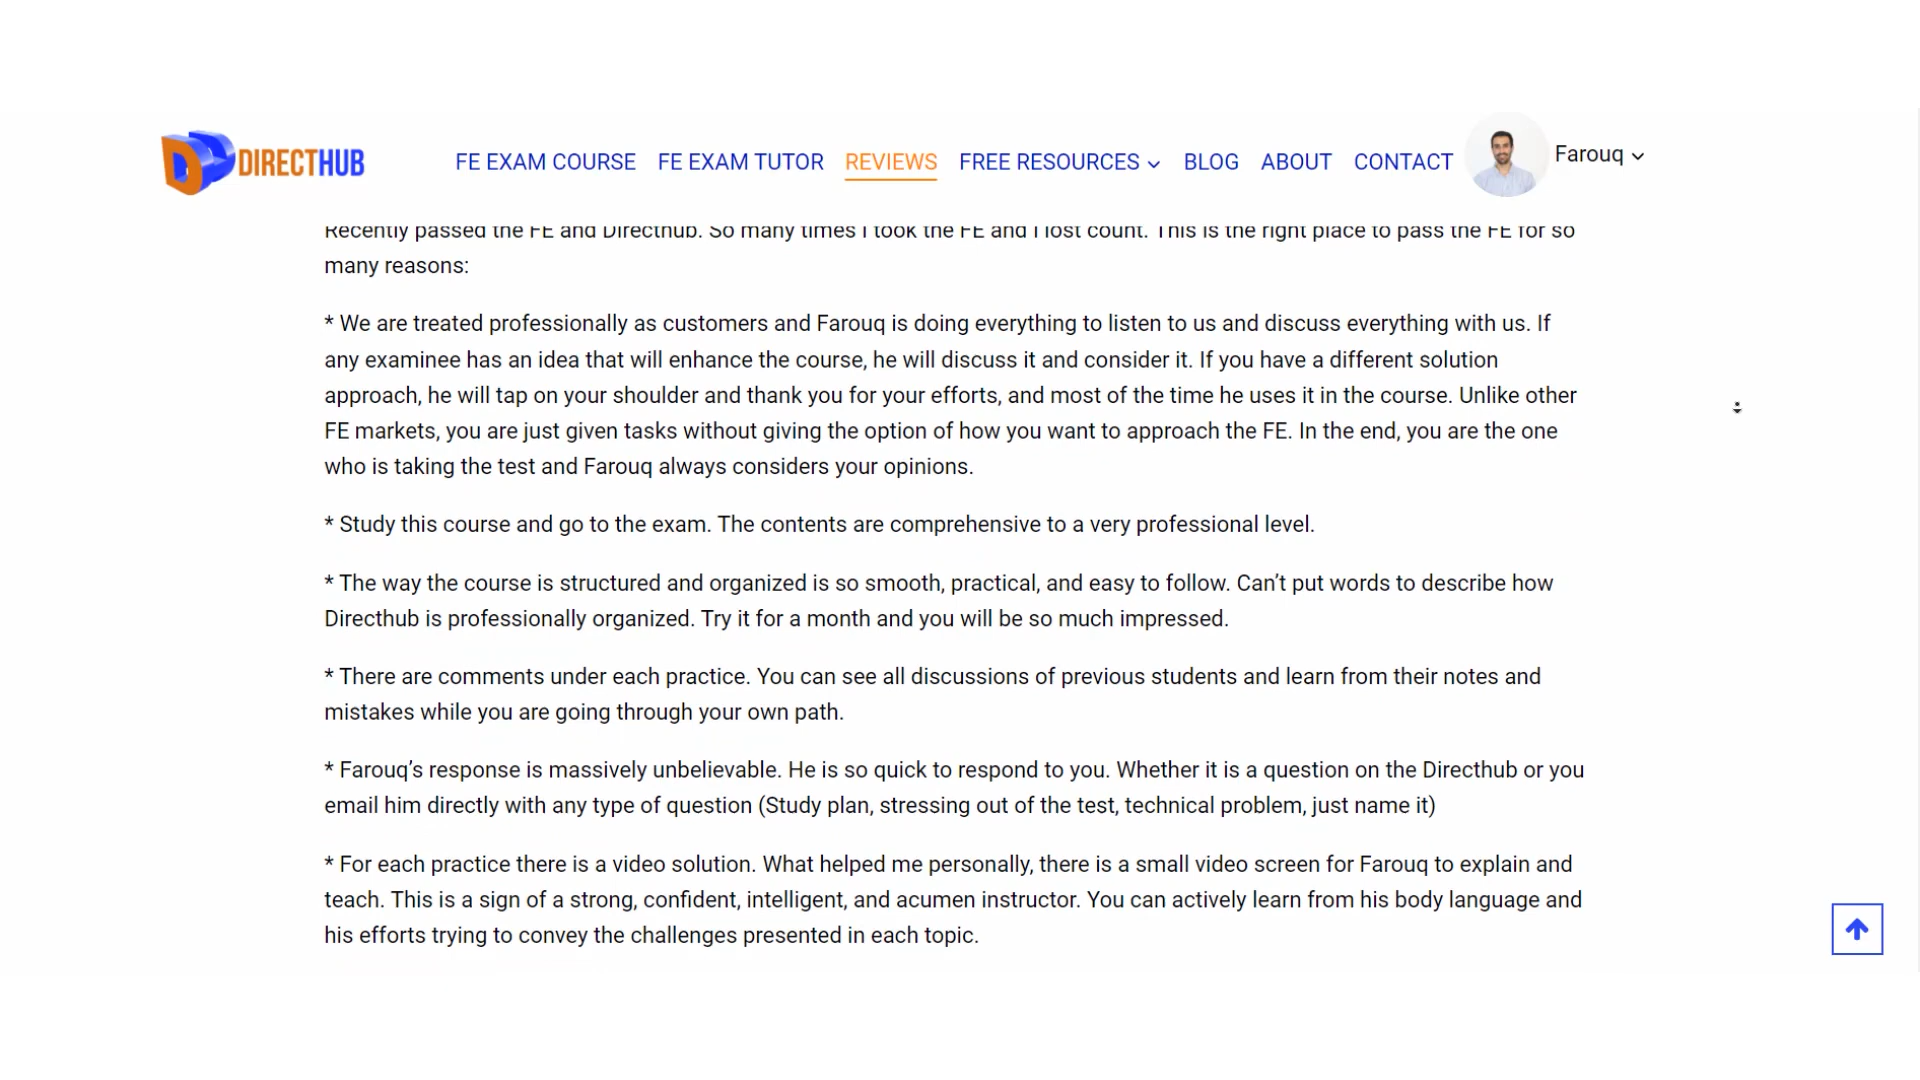 DIRECTHUB
FE EXAM COURSE FE EXAM TUTOR REVIEWS FREE RESOURCES BLOG ABOUT CONTACT Farouq
Recently passed the FE and Directhub. So many times I took the FE and I lost count. This is the right place to pass the FE for so
many reasons:
* We are treated professionally as customers and Farouq is doing everything to listen to us and discuss everything with us. If
any examinee has an idea that will enhance the course, he will discuss it and consider it. If you have a different solution
approach, he will tap on your shoulder and thank you for your efforts, and most of the time he uses it in the course. Unlike other
FE markets, you are just given tasks without giving the option of how you want to approach the FE. In the end, you are the one
who is taking the test and Farouq always considers your opinions.
* Study this course and go to the exam. The contents are comprehensive to a very professional level.
* The way the course is structured and organized is so smooth, practical, and easy to follow. Can’t put words to describe how
Directhub is professionally organized. Try it for a month and you will be so much impressed.
* There are comments under each practice. You can see all discussions of previous students and learn from their notes and
mistakes while you are going through your own path.
* Farouq’s response is massively unbelievable. He is so quick to respond to you. Whether it is a question on the Directhub or you
email him directly with any type of question (Study plan, stressing out of the test, technical problem, just name it)
* For each practice there is a video solution. What helped me personally, there is a small video screen for Farouq to explain and
teach. This is a sign of a strong, confident, intelligent, and acumen instructor. You can actively learn from his body language and
his efforts trying to convey the challenges presented in each topic.